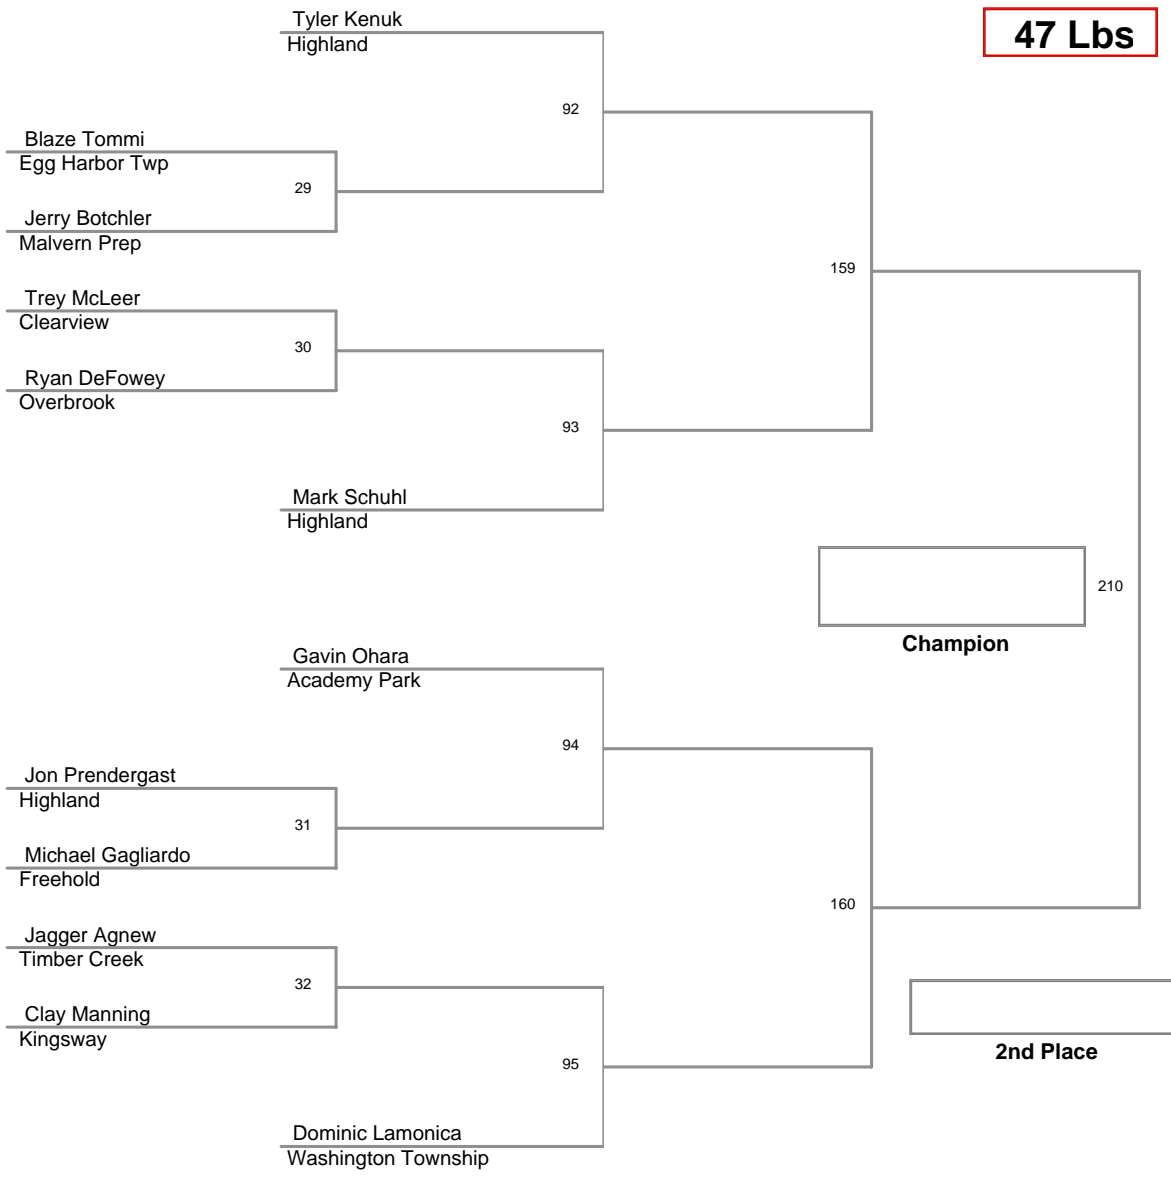 Tyler Kenuk
Highland
47 Lbs
92
Blaze Tommi
Egg Harbor Twp
29
Jerry Botchler
Malvern Prep
159
Trey McLeer
Clearview
30
Ryan DeFowey
Overbrook
93
Mark Schuhl
Highland
210
Champion
Gavin Ohara
Academy Park
94
Jon Prendergast
Highland
31
Michael Gagliardo
Freehold
160
Jagger Agnew
Timber Creek
32
Clay Manning
Kingsway
2nd Place
95
Dominic Lamonica
Washington Township